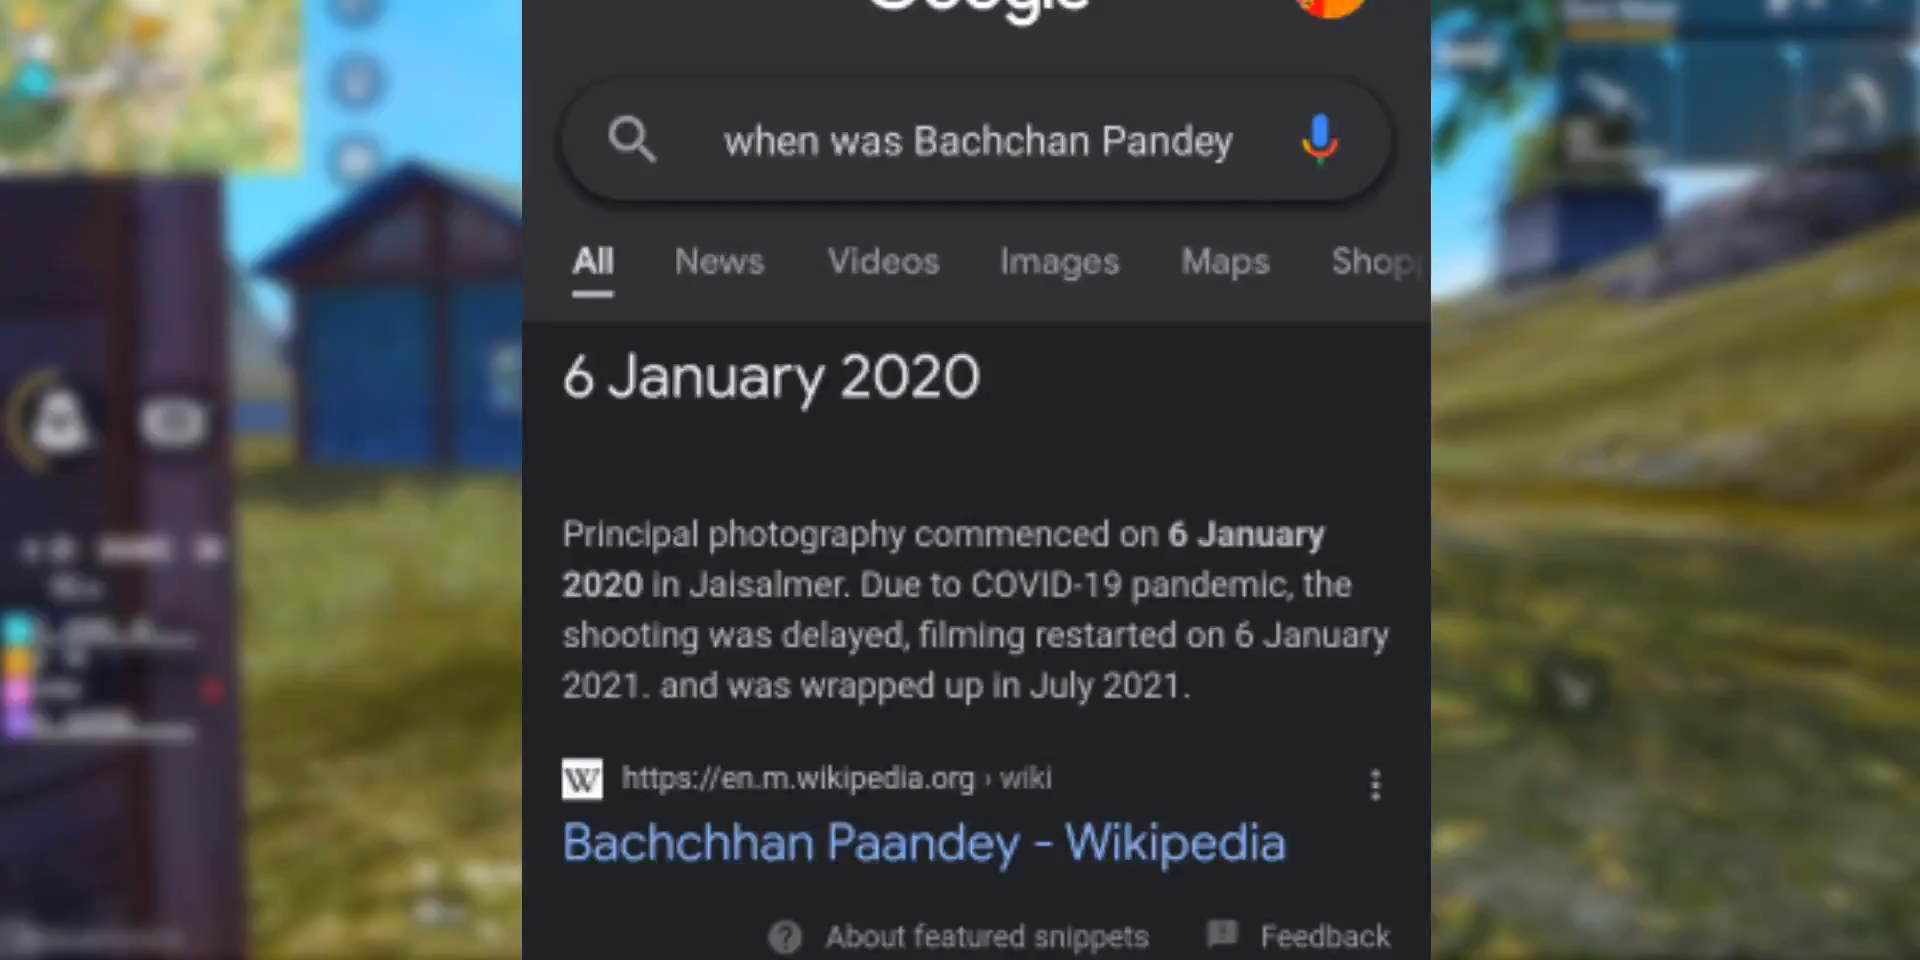 Google
when was Bachchan Pandey
All News Videos Images Maps Shopp
6 January 2020
Principal photography commenced on 6 January
2020 in Jaisalmer. Due to COVID-19 pandemic, the
shooting was delayed, filming restarted on 6 January
2021. and was wrapped up in July 2021.
W https://en.m.wikipedia.org › wiki
Bachchhan Paandey - Wikipedia
About featured snippets Feedback